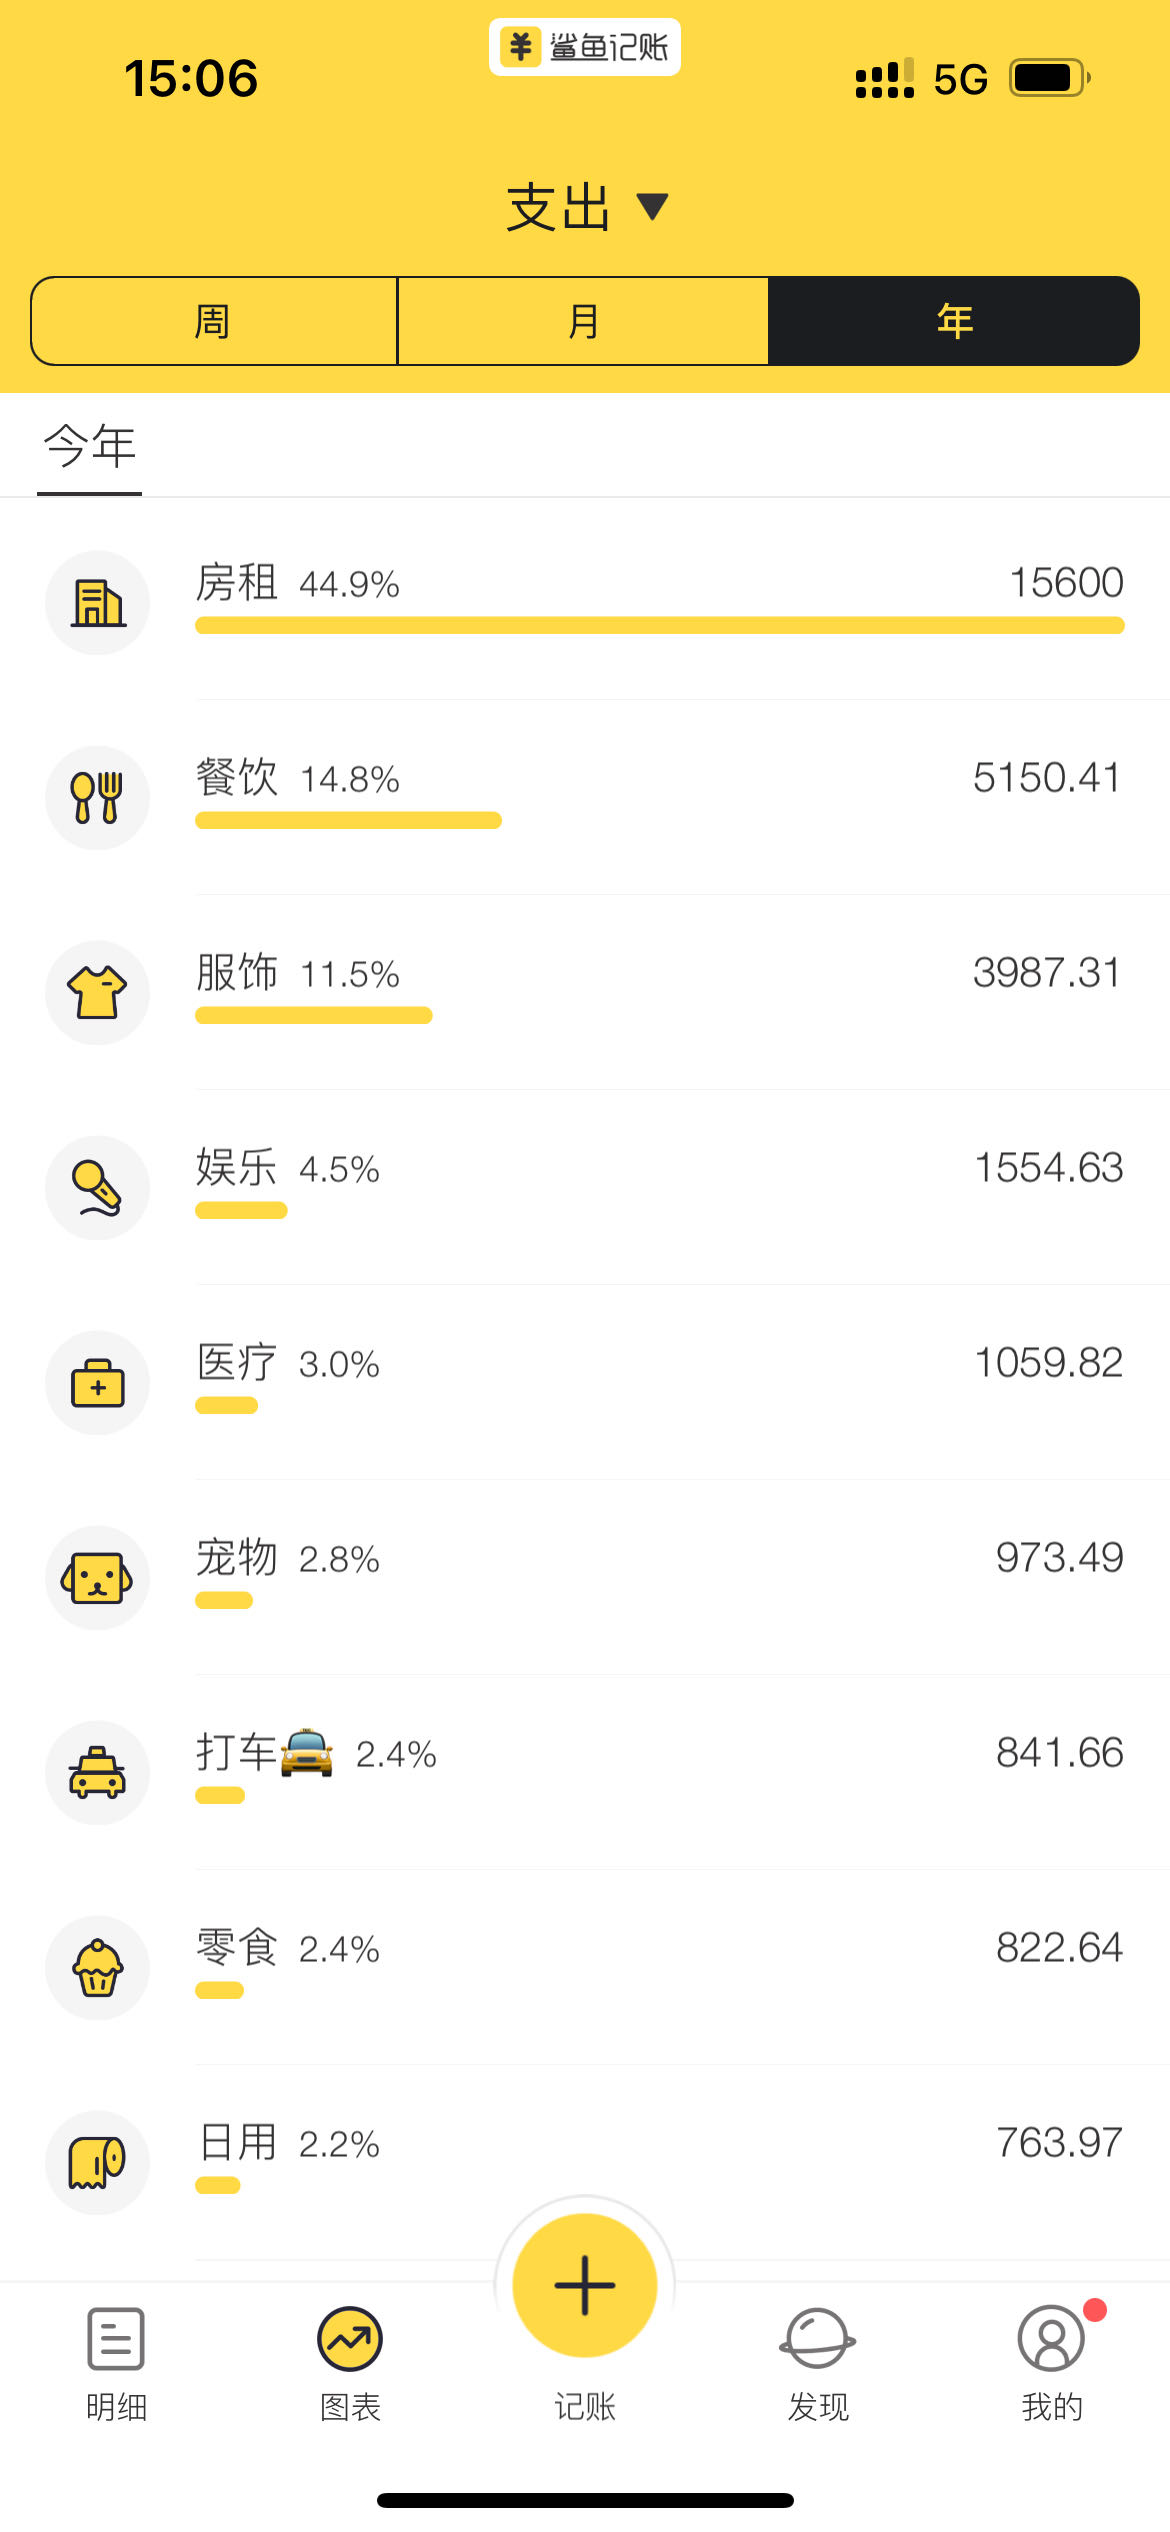 鲨鱼记账
15:06 5G
支出
周 月 年
今年
房租 44.9% 15600
餐饮 14.8% 5150.41
服饰 11.5% 3987.31
娱乐 4.5% 1554.63
医疗 3.0% 1059.82
宠物 2.8% 973.49
打车🚖 2.4% 841.66
零食 2.4% 822.64
日用 2.2% 763.97
明细 图表 记账 发现 我的